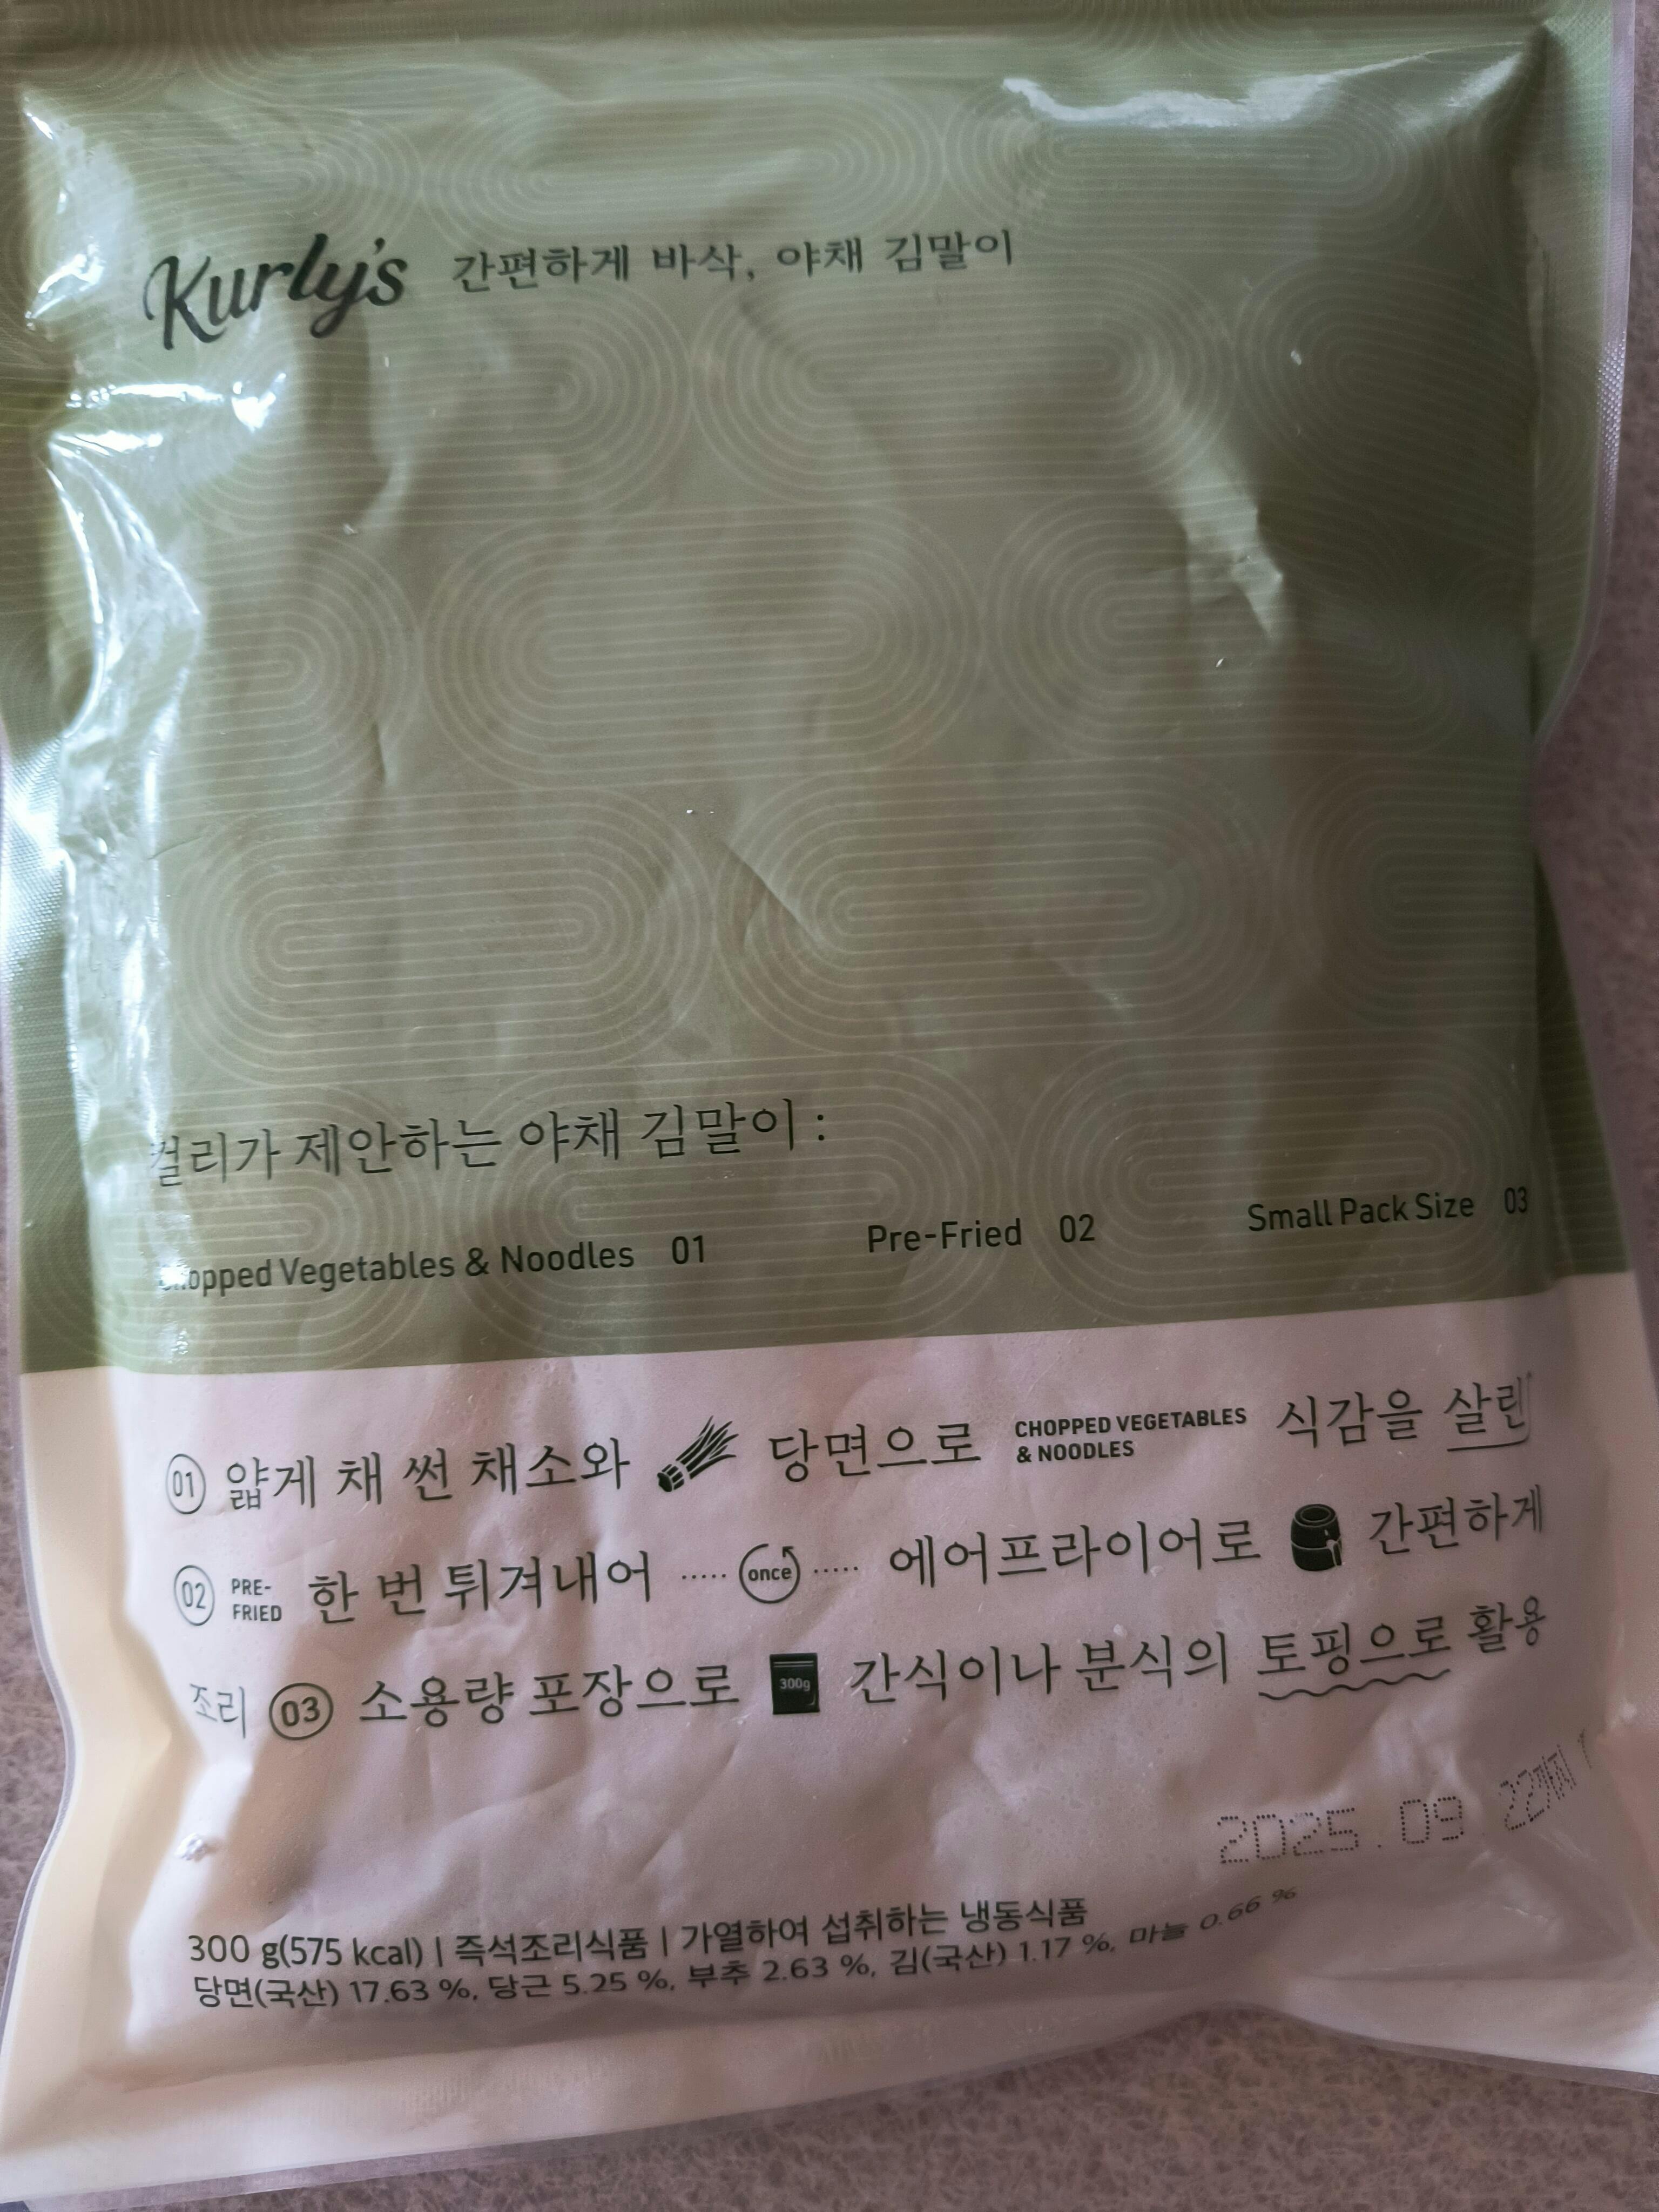 Kurly's 간편하게 바삭, 야채 김말이
컬리가 제안하는 야채 김말이 :
Chopped Vegetables & Noodles 01 Pre-Fried 02 Small Pack Size 03
01 얇게 채 썬 채소와 당면으로 CHOPPED VEGETABLES & NOODLES 식감을 살린
02 PRE-FRIED 한 번 튀겨내어 ..... once ..... 에어프라이어로 간편하게
조리 03 소용량 포장으로 300g 간식이나 분식의 토핑으로 활용
2025.09.22까지
300 g(575 kcal) | 즉석조리식품 | 가열하여 섭취하는 냉동식품
당면(국산) 17.63 %, 당근 5.25 %, 부추 2.63 %, 김(국산) 1.17 %, 마늘 0.66 %